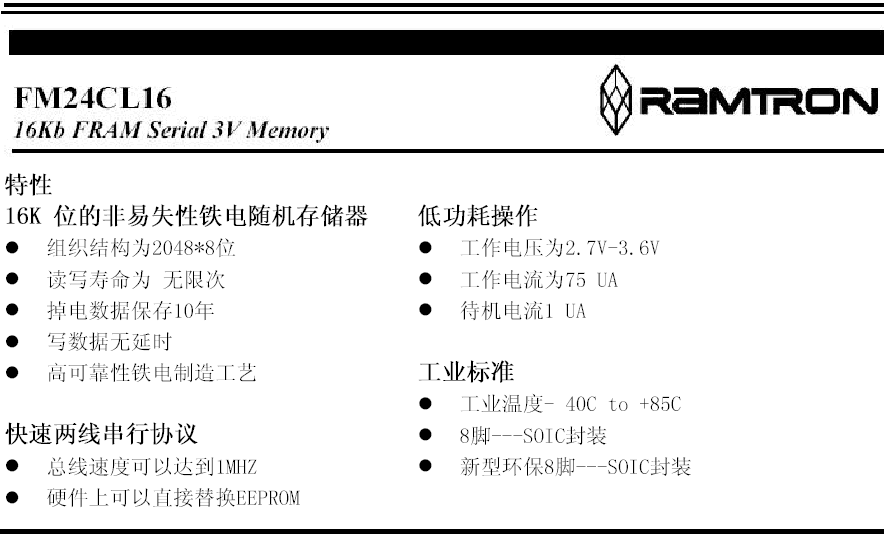 FM24CL16
16Kb FRAM Serial 3V Memory
RAMTRON
特性
16K 位的非易失性铁电随机存储器
● 组织结构为2048*8位
● 读写寿命为 无限次
● 掉电数据保存10年
● 写数据无延时
● 高可靠性铁电制造工艺
快速两线串行协议
● 总线速度可以达到1MHZ
● 硬件上可以直接替换EEPROM
低功耗操作
● 工作电压为2.7V-3.6V
● 工作电流为75 UA
● 待机电流1 UA
工业标准
● 工业温度- 40C to +85C
● 8脚---SOIC封装
● 新型环保8脚---SOIC封装